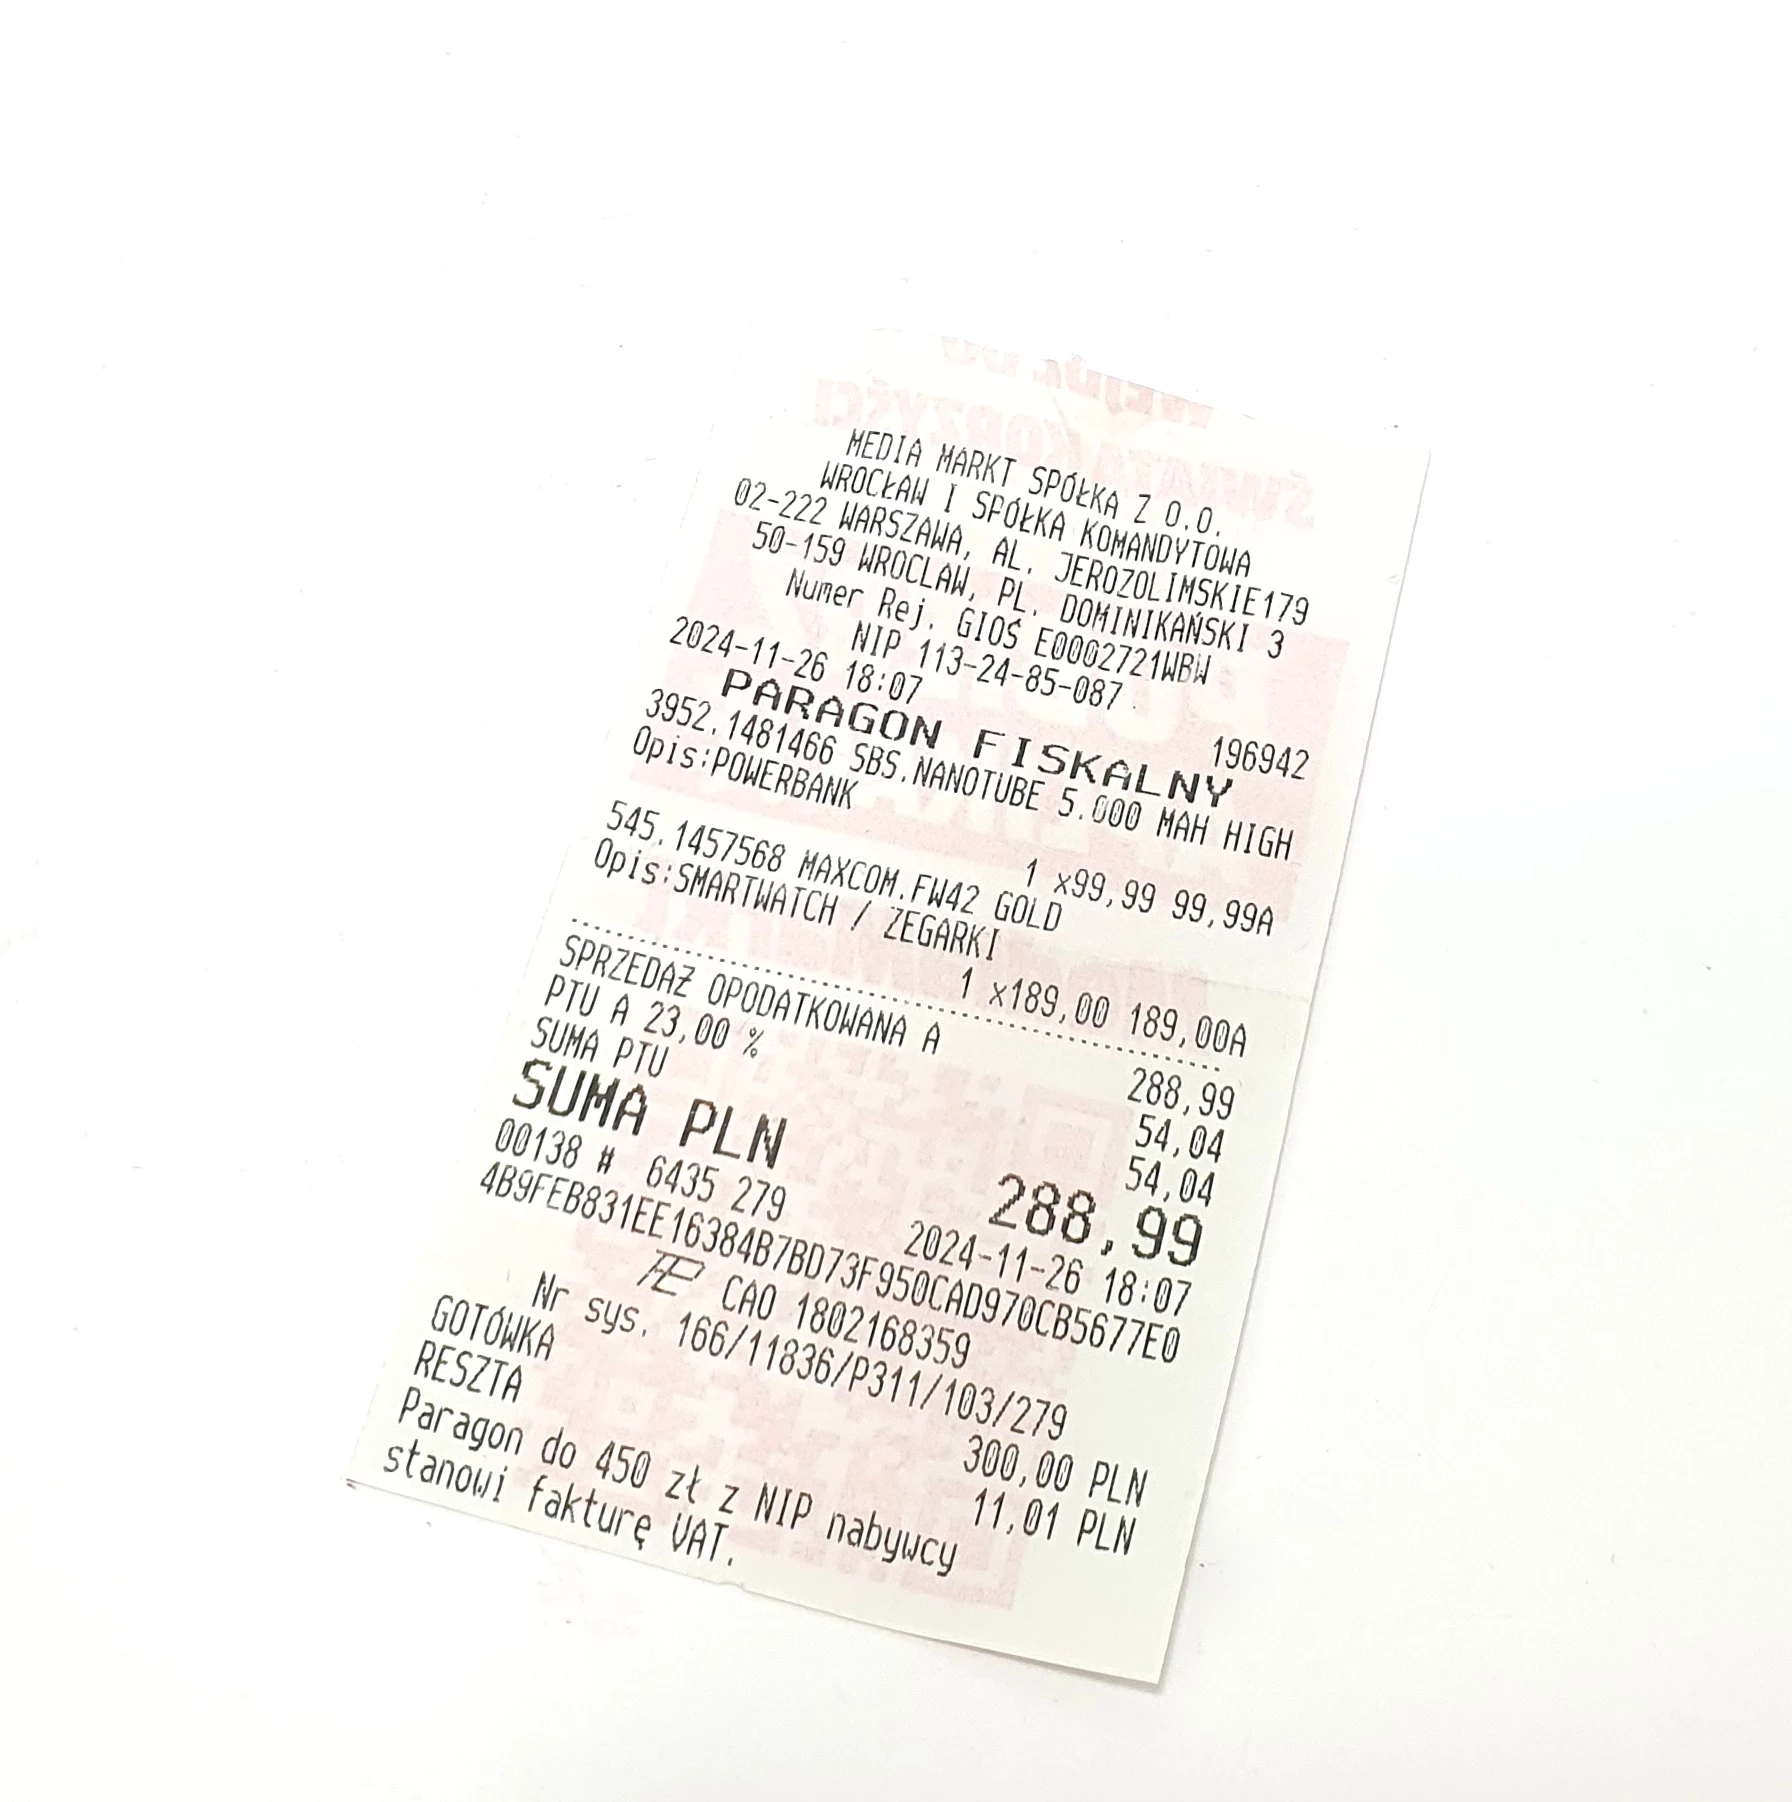 MEDIA MARKT SPÓŁKA Z O.O.
WROCŁAW I SPÓŁKA KOMANDYTOWA
02-222 WARSZAWA, AL. JEROZOLIMSKIE179
50-159 WROCLAW, PL. DOMINIKAŃSKI 3
Numer Rej. GIOŚ E0002721WBW
NIP 113-24-85-087
2024-11-26 18:07 196942
PARAGON FISKALNY
3952.1481466 SBS.NANOTUBE 5.000 MAH HIGH
Opis:POWERBANK
1 x99,99 99,99A
545.1457568 MAXCOM.FW42 GOLD
Opis:SMARTWATCH / ZEGARKI
1 x189,00 189,00A
SPRZEDAŻ OPODATKOWANA A 288,99
PTU A 23,00 % 54,04
SUMA PTU 54,04
SUMA PLN 288,99
00138 # 6435 279 2024-11-26 18:07
4B9FEB831EE16384B7BD73F950CAD970CB5677E0
CAO 1802168359
Nr sys. 166/11836/P311/103/279
GOTÓWKA 300,00 PLN
RESZTA 11,01 PLN
Paragon do 450 zł z NIP nabywcy
stanowi fakturę VAT.